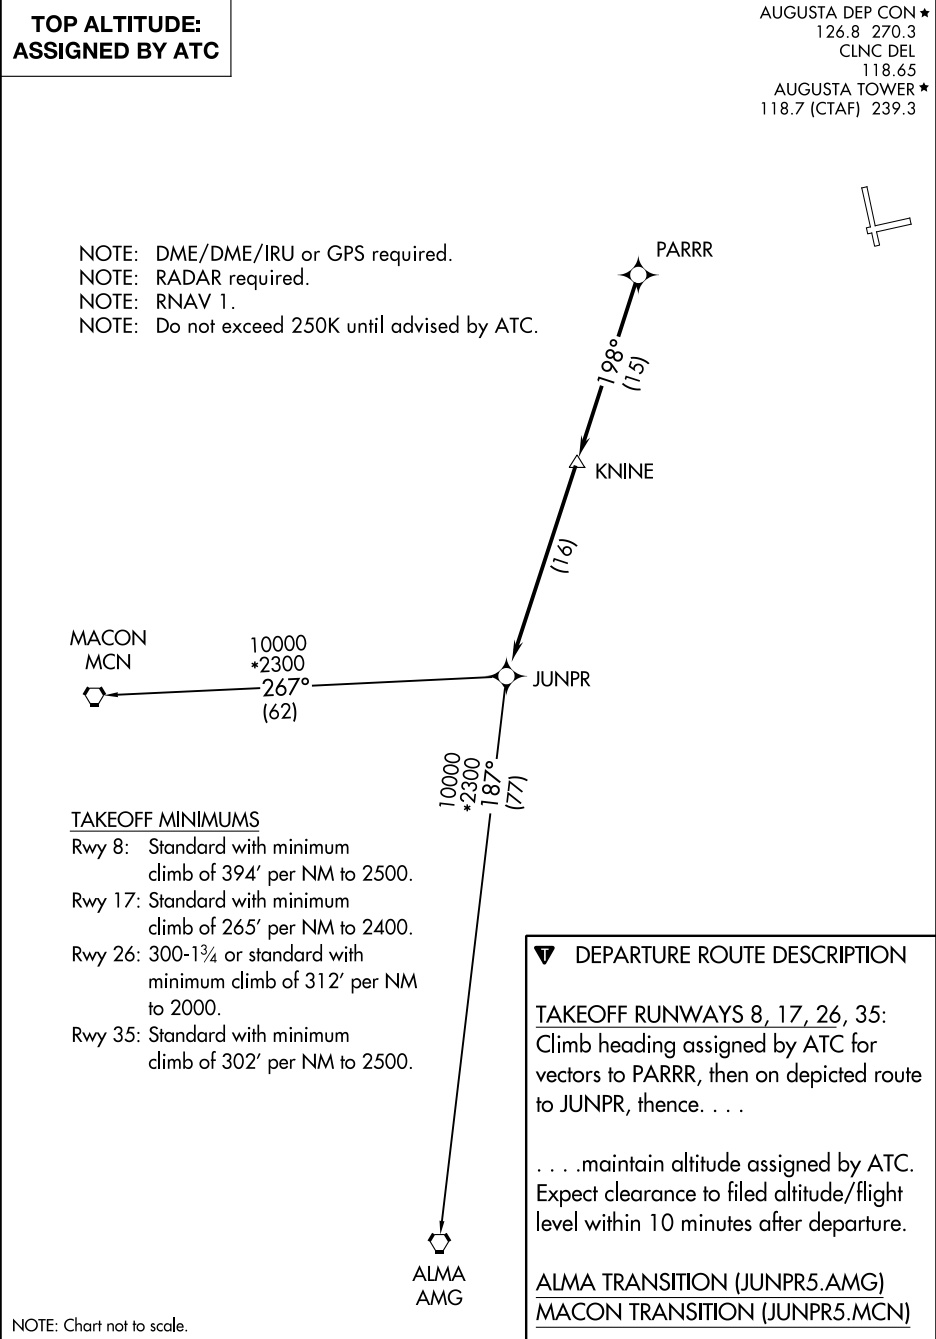 TOP ALTITUDE:
ASSIGNED BY ATC
AUGUSTA DEP CON ★
126.8 270.3
CLNC DEL
118.65
AUGUSTA TOWER ★
118.7 (CTAF) 239.3
NOTE: DME/DME/IRU or GPS required.
NOTE: RADAR required.
NOTE: RNAV 1.
NOTE: Do not exceed 250K until advised by ATC.
PARRR
198°
(15)
KNINE
(16)
MACON
MCN
10000
*2300
267°
(62)
JUNPR
10000
*2300
187°
(77)
TAKEOFF MINIMUMS
Rwy 8: Standard with minimum
climb of 394' per NM to 2500.
Rwy 17: Standard with minimum
climb of 265' per NM to 2400.
Rwy 26: 300-1¾ or standard with
minimum climb of 312' per NM
to 2000.
Rwy 35: Standard with minimum
climb of 302' per NM to 2500.
ALMA
AMG
T DEPARTURE ROUTE DESCRIPTION
TAKEOFF RUNWAYS 8, 17, 26, 35:
Climb heading assigned by ATC for
vectors to PARRR, then on depicted route
to JUNPR, thence. . . .
. . . .maintain altitude assigned by ATC.
Expect clearance to filed altitude/flight
level within 10 minutes after departure.
ALMA TRANSITION (JUNPR5.AMG)
MACON TRANSITION (JUNPR5.MCN)
NOTE: Chart not to scale.